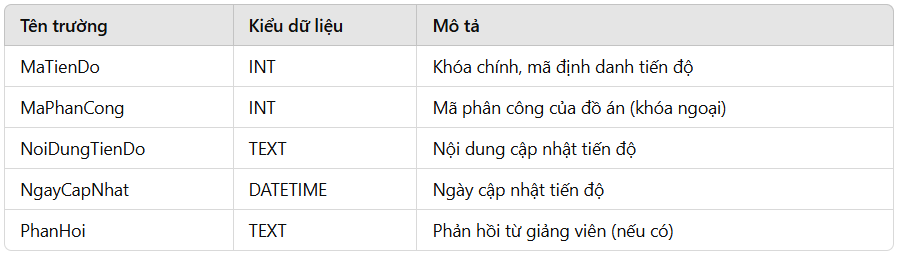 Tên trường Kiểu dữ liệu Mô tả
MaTienDo INT Khóa chính, mã định danh tiến độ
MaPhanCong INT Mã phân công của đồ án (khóa ngoại)
NoiDungTienDo TEXT Nội dung cập nhật tiến độ
NgayCapNhat DATETIME Ngày cập nhật tiến độ
PhanHoi TEXT Phản hồi từ giảng viên (nếu có)